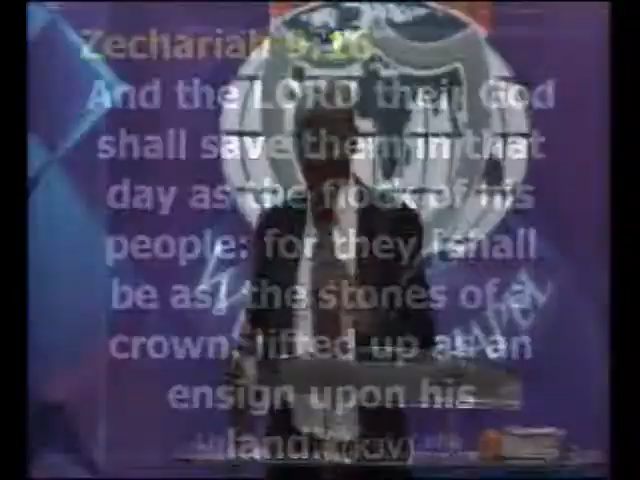 Zechariah 9:16
And the LORD their God
shall save them in that
day as the flock of his
people: for they [shall
be as] the stones of a
crown, lifted up as an
ensign upon his
land. (KJV)